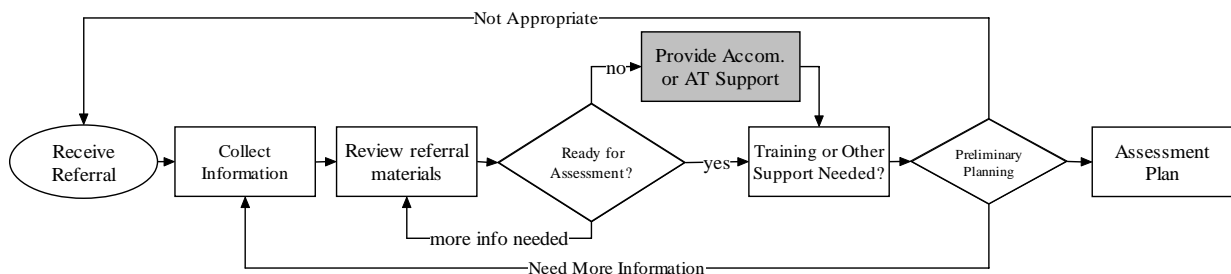 Not Appropriate
Provide Accom.
or AT Support
no
Receive
Referral
Collect
Information
Review referral
materials
Ready for
Assessment?
yes
Training or Other
Support Needed?
Preliminary
Planning
Assessment
Plan
more info needed
Need More Information